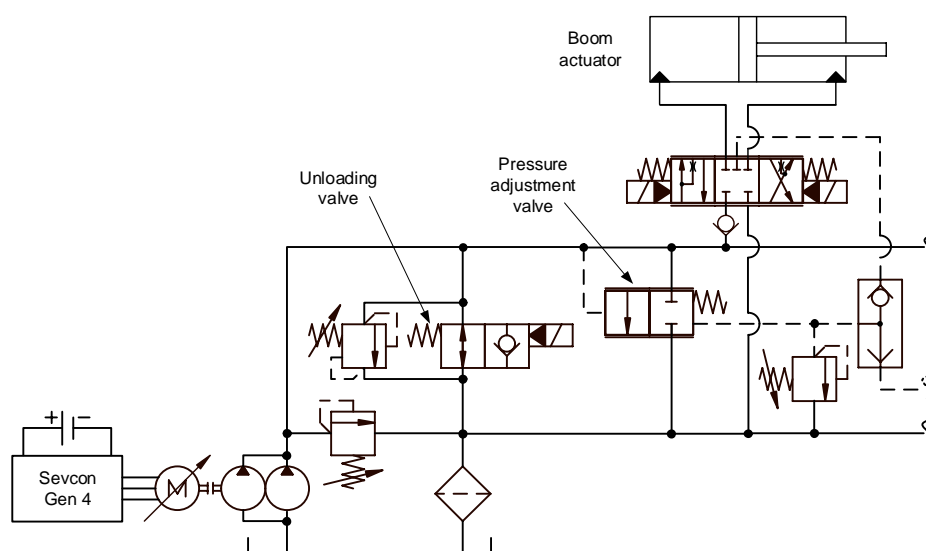 Boom
actuator
Pressure
adjustment
valve
Unloading
valve
+ −
Sevcon
Gen 4
M